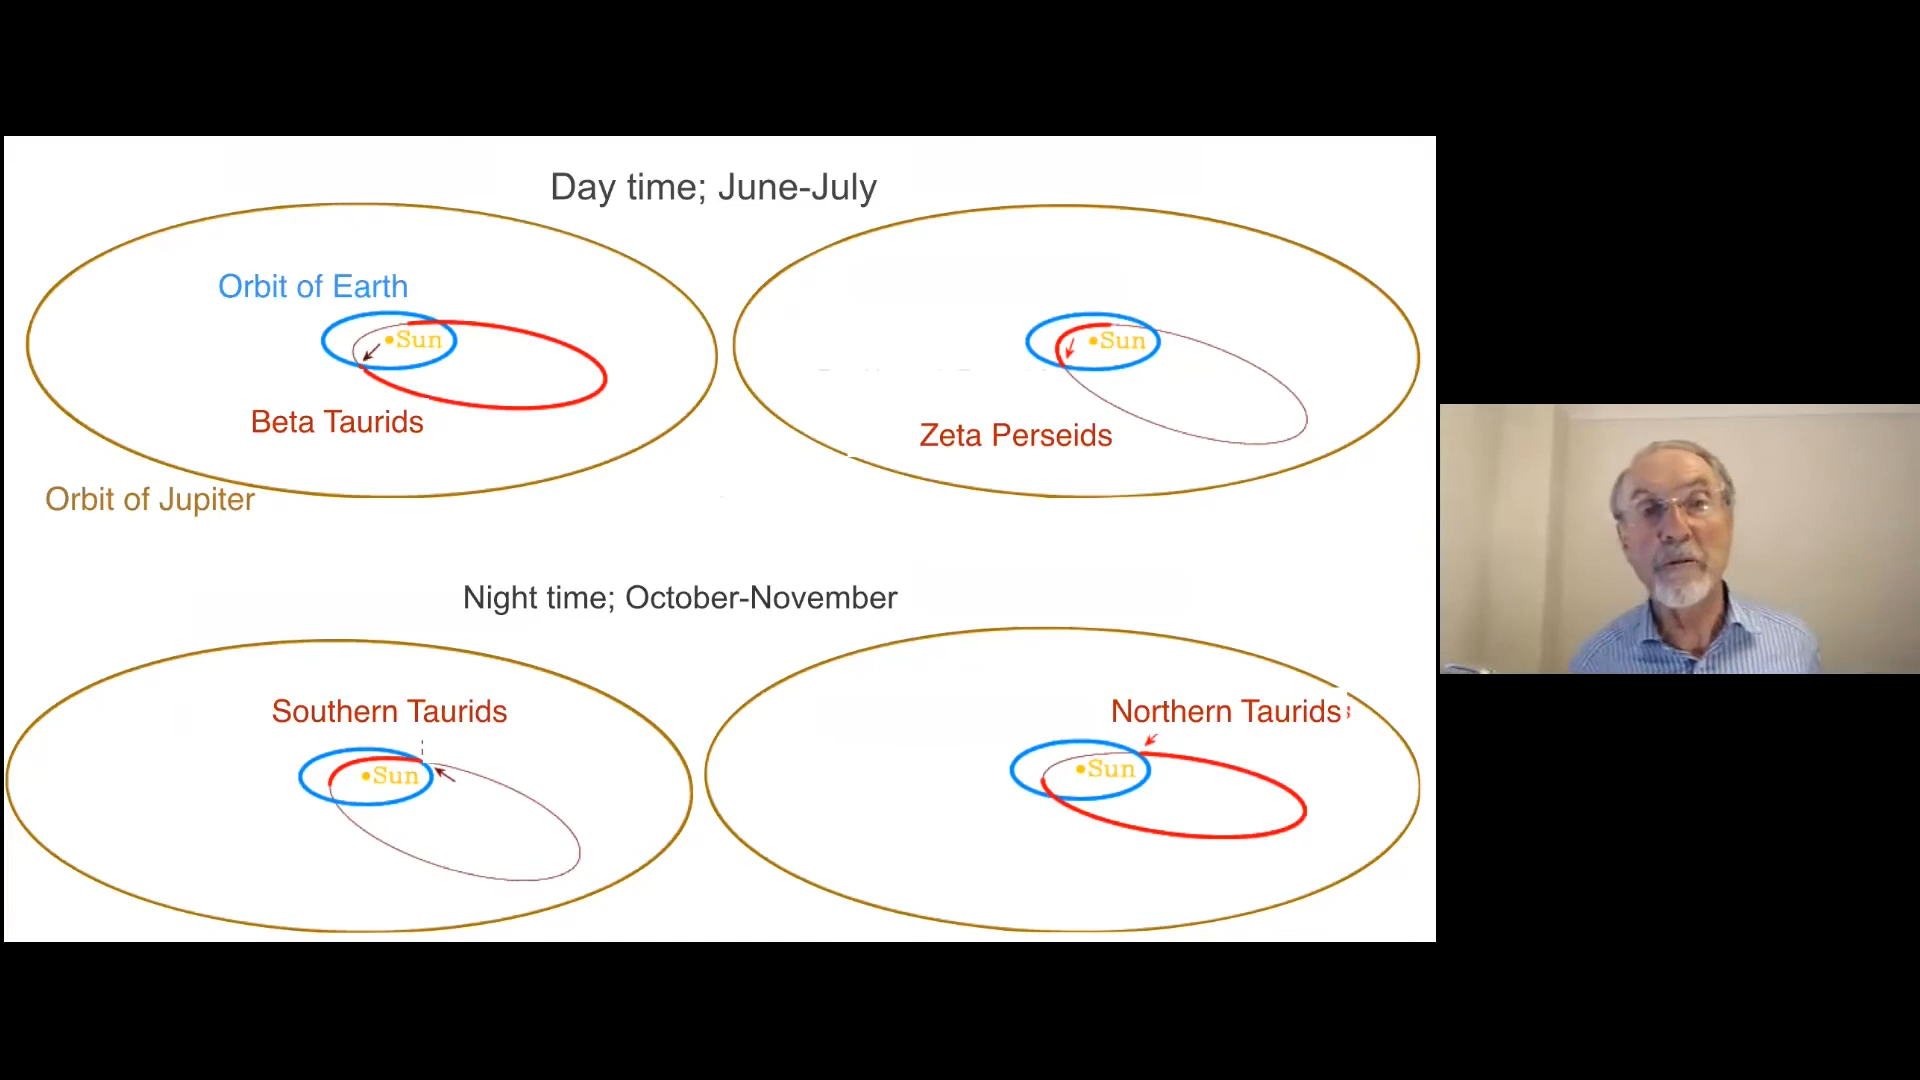 Day time; June-July
Orbit of Earth
Sun
Sun
Beta Taurids
Zeta Perseids
Orbit of Jupiter
Night time; October-November
Southern Taurids
Northern Taurids
Sun
Sun